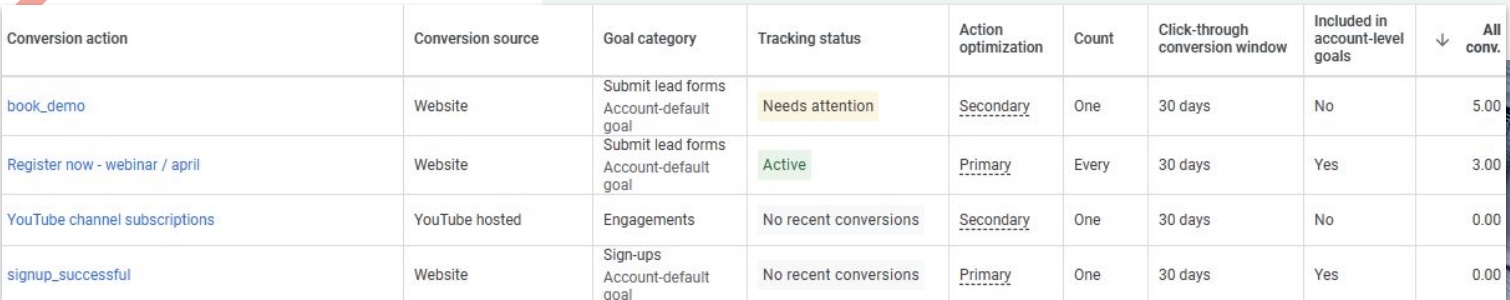 Conversion action
Conversion source
Goal category
Tracking status
Action
optimization
Count
Click-through
conversion window
Included in
account-level
goals
↓ All
conv.
book_demo
Website
Submit lead forms
Account-default
goal
Needs attention
Secondary
One
30 days
No
5.00
Register now - webinar / april
Website
Submit lead forms
Account-default
goal
Active
Primary
Every
30 days
Yes
3.00
YouTube channel subscriptions
YouTube hosted
Engagements
No recent conversions
Secondary
One
30 days
No
0.00
signup_successful
Website
Sign-ups
Account-default
goal
No recent conversions
Primary
One
30 days
Yes
0.00